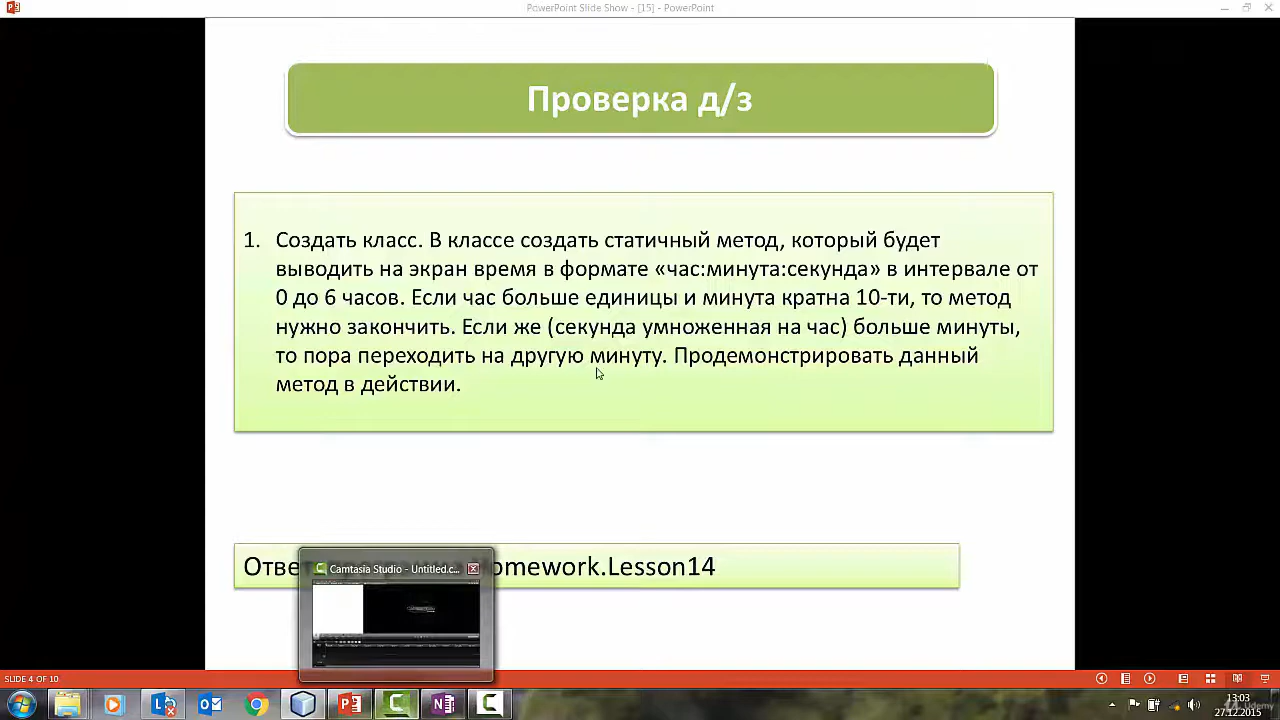 PowerPoint Slide Show - [15] - PowerPoint
Проверка д/з
1. Создать класс. В классе создать статичный метод, который будет
выводить на экран время в формате «час:минута:секунда» в интервале от
0 до 6 часов. Если час больше единицы и минута кратна 10-ти, то метод
нужно закончить. Если же (секунда умноженная на час) больше минуты,
то пора переходить на другую минуту. Продемонстрировать данный
метод в действии.
Camtasia Studio - Untitled.c...
omework.Lesson14
SLIDE 4 OF 10
13:03
Udemy
27.12.2015